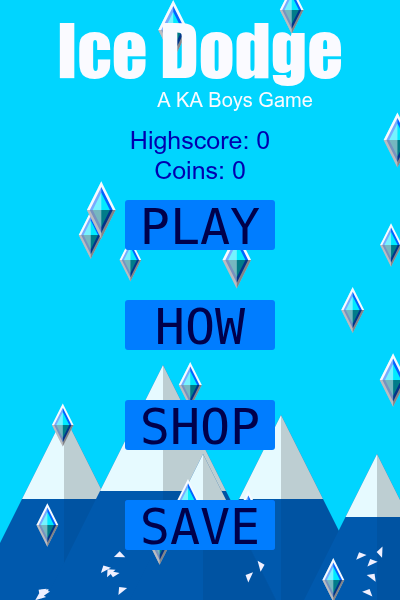 Ice Dodge
A KA Boys Game
Highscore: 0
Coins: 0
PLAY
HOW
SHOP
SAVE